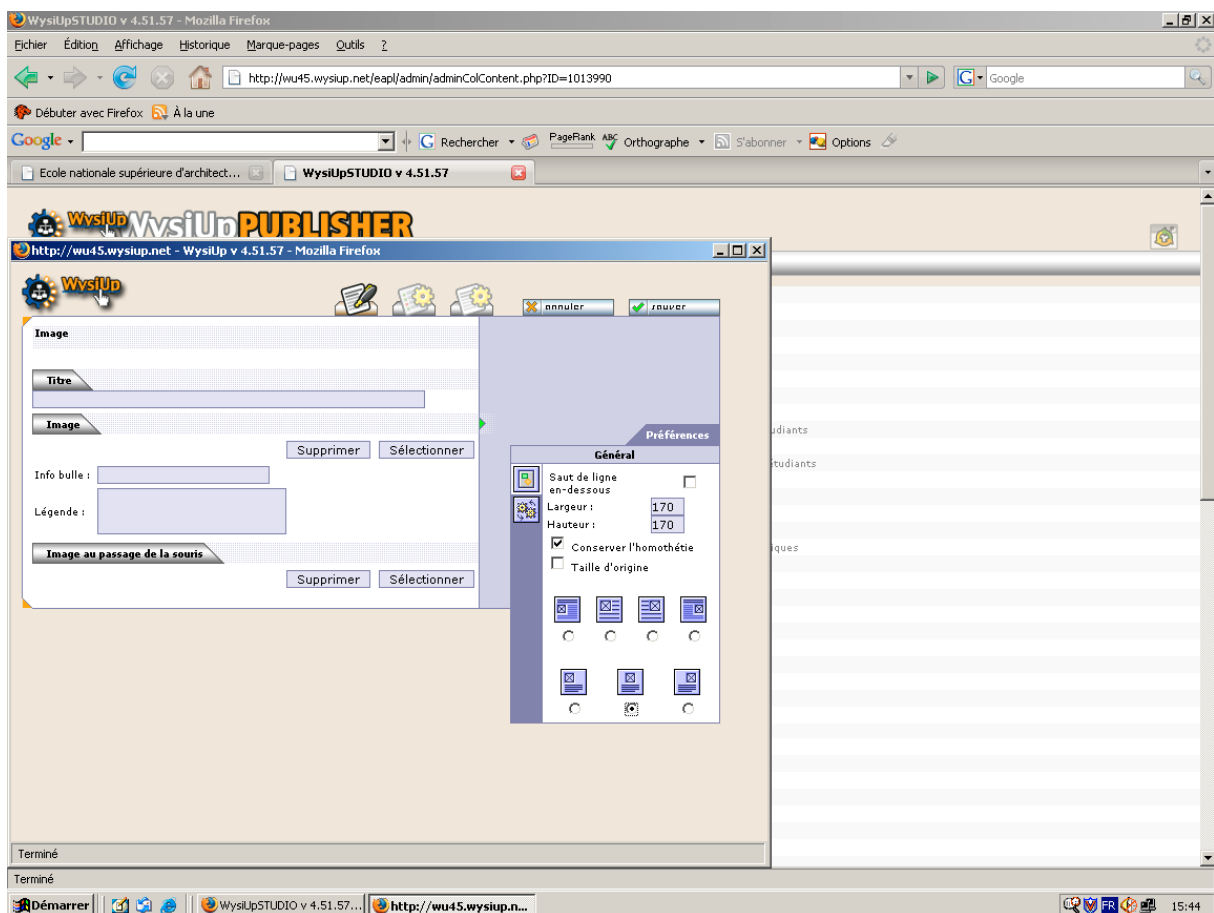 WysiUpSTUDIO v 4.51.57 - Mozilla Firefox
Fichier Édition Affichage Historique Marque-pages Outils ?
http://wu45.wysiup.net/eapl/admin/adminColContent.php?ID=1013990
G Google
Débuter avec Firefox À la une
Google G Rechercher PageRank ABC Orthographe S'abonner Options
Ecole nationale supérieure d'architect... WysiUpSTUDIO v 4.51.57
WysiUp WysiUpPUBLISHER
http://wu45.wysiup.net - WysiUp v 4.51.57 - Mozilla Firefox
WysiUp
annuler sauver
Image
Titre
Image
Supprimer Sélectionner
Info bulle :
Légende :
Image au passage de la souris
Supprimer Sélectionner
Préférences
Général
Saut de ligne
en-dessous
Largeur : 170
Hauteur : 170
Conserver l'homothétie
Taille d'origine
udiants
étudiants
iques
Terminé
Terminé
Démarrer WysiUpSTUDIO v 4.51.57... http://wu45.wysiup.n... FR 15:44